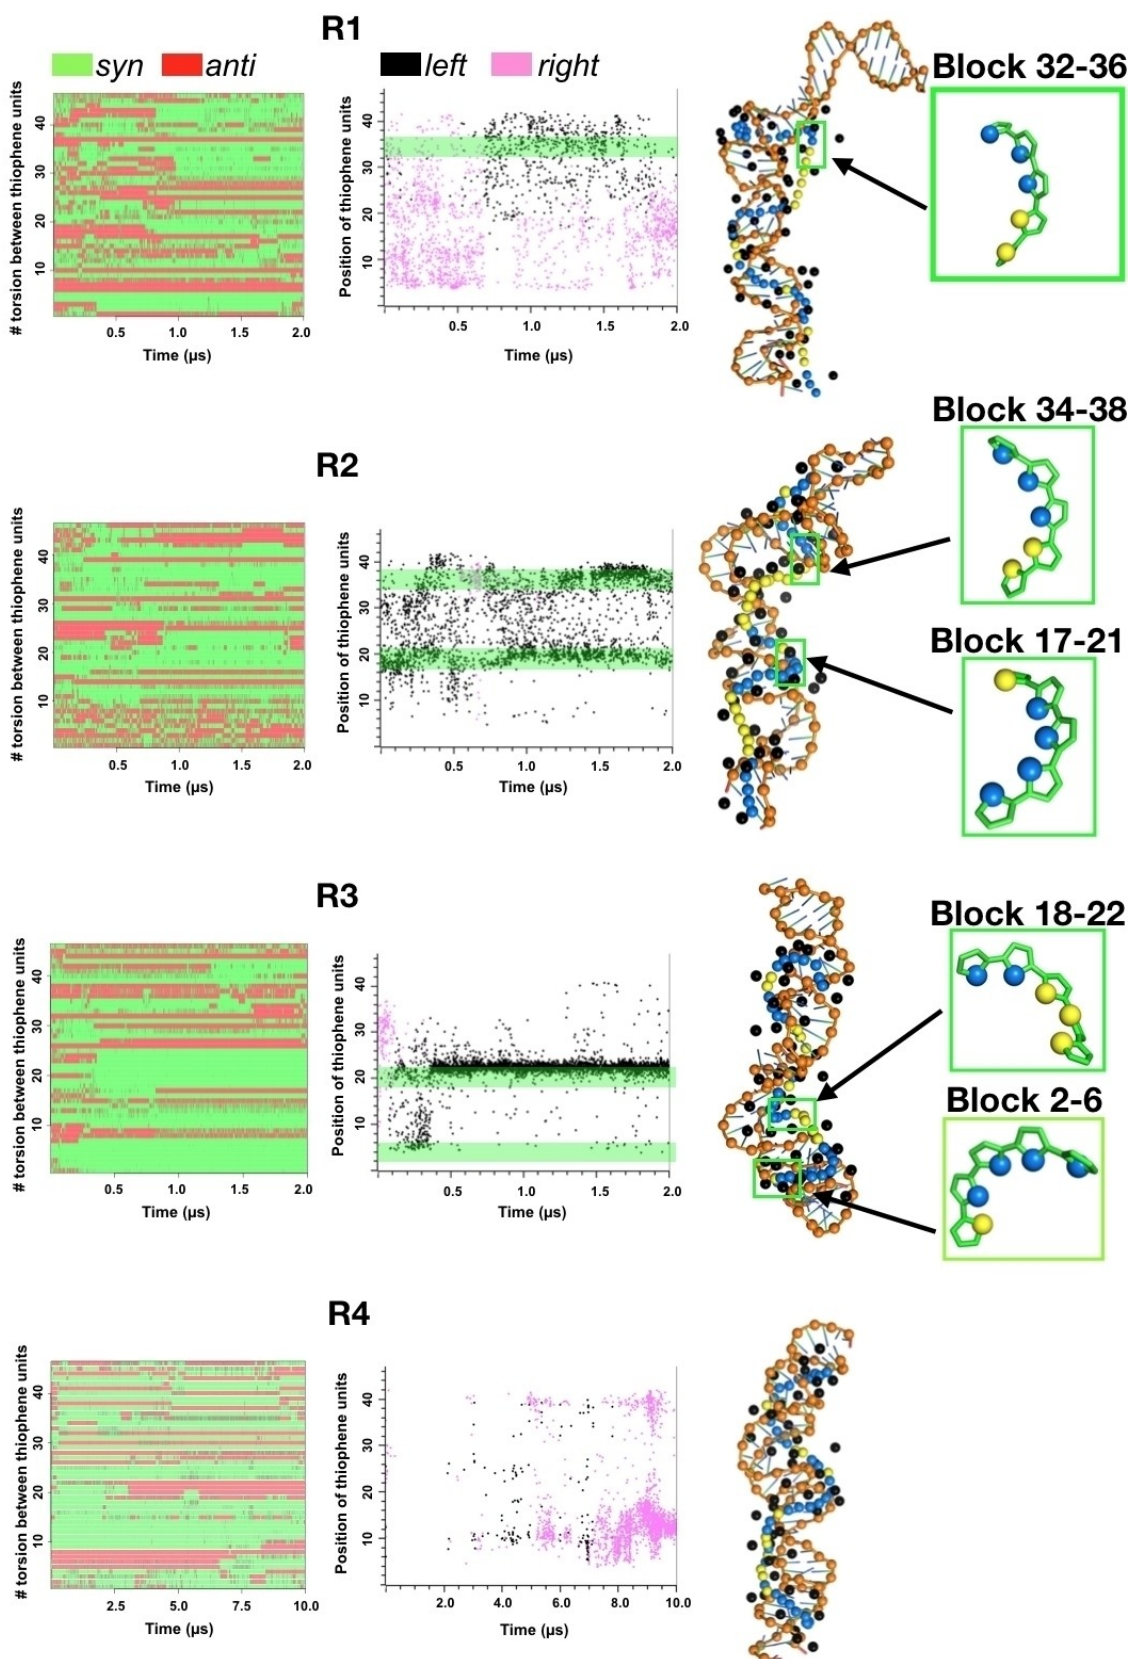 R1
syn anti
left right
# torsion between thiophene units
40
30
20
10
0.5 1.0 1.5 2.0
Time (µs)
Position of thiophene units
40
30
20
10
0.5 1.0 1.5 2.0
Time (µs)
Block 32-36
R2
# torsion between thiophene units
40
30
20
10
0.5 1.0 1.5 2.0
Time (µs)
Position of thiophene units
40
30
20
10
0.5 1.0 1.5 2.0
Time (µs)
Block 34-38
Block 17-21
R3
# torsion between thiophene units
40
30
20
10
0.5 1.0 1.5 2.0
Time (µs)
Position of thiophene units
40
30
20
10
0.5 1.0 1.5 2.0
Time (µs)
Block 18-22
Block 2-6
R4
# torsion between thiophene units
40
30
20
10
2.5 5.0 7.5 10.0
Time (µs)
Position of thiophene units
40
30
20
10
2.0 4.0 6.0 8.0 10.0
Time (µs)